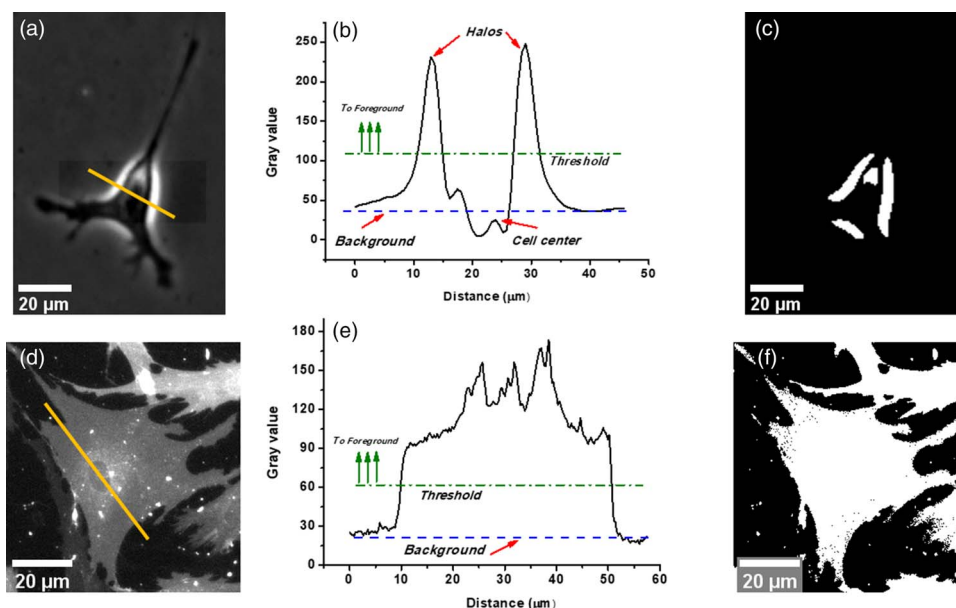 (a)
20 µm
(b)
Halos
To Foreground
Threshold
Background
Cell center
Gray value
250
200
150
100
50
0
0 10 20 30 40 50
Distance (µm)
(c)
20 µm
(d)
20 µm
(e)
To Foreground
Threshold
Background
Gray value
180
150
120
90
60
30
0
0 10 20 30 40 50 60
Distance (µm)
(f)
20 µm